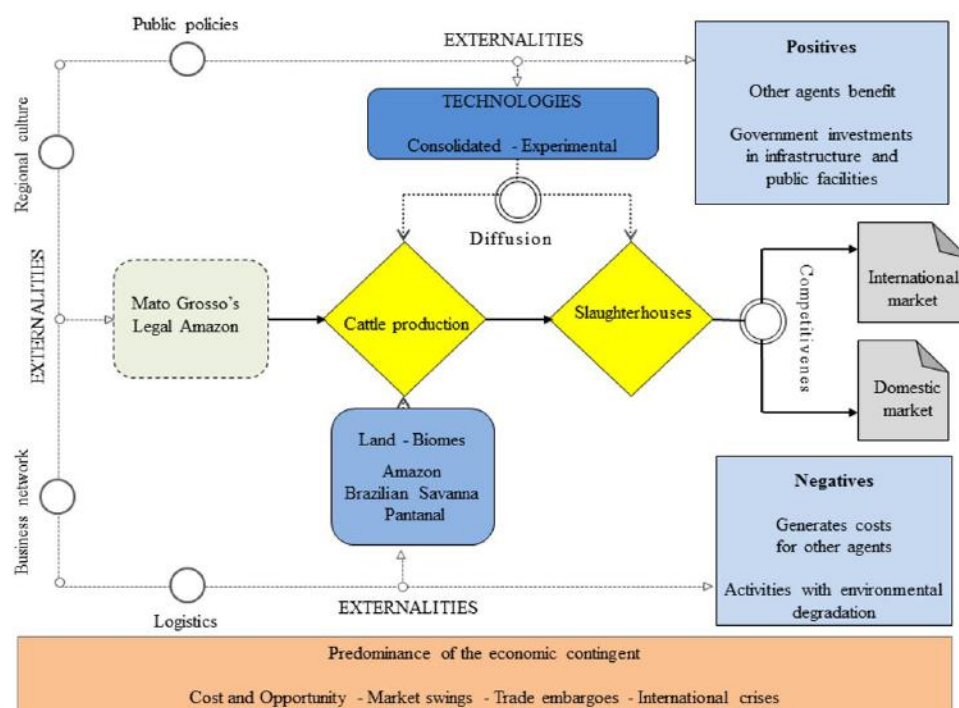 Public policies
EXTERNALITIES
Positives
Other agents benefit
Government investments
in infrastructure and
public facilities
TECHNOLOGIES
Consolidated - Experimental
Regional culture
Diffusion
EXTERNALITIES
Mato Grosso's
Legal Amazon
Cattle production
Slaughterhouses
Competitivenes
International
market
Domestic
market
Land - Biomes
Amazon
Brazilian Savanna
Pantanal
Business network
Negatives
Generates costs
for other agents
Activities with environmental
degradation
EXTERNALITIES
Logistics
Predominance of the economic contingent
Cost and Opportunity - Market swings - Trade embargoes - International crises